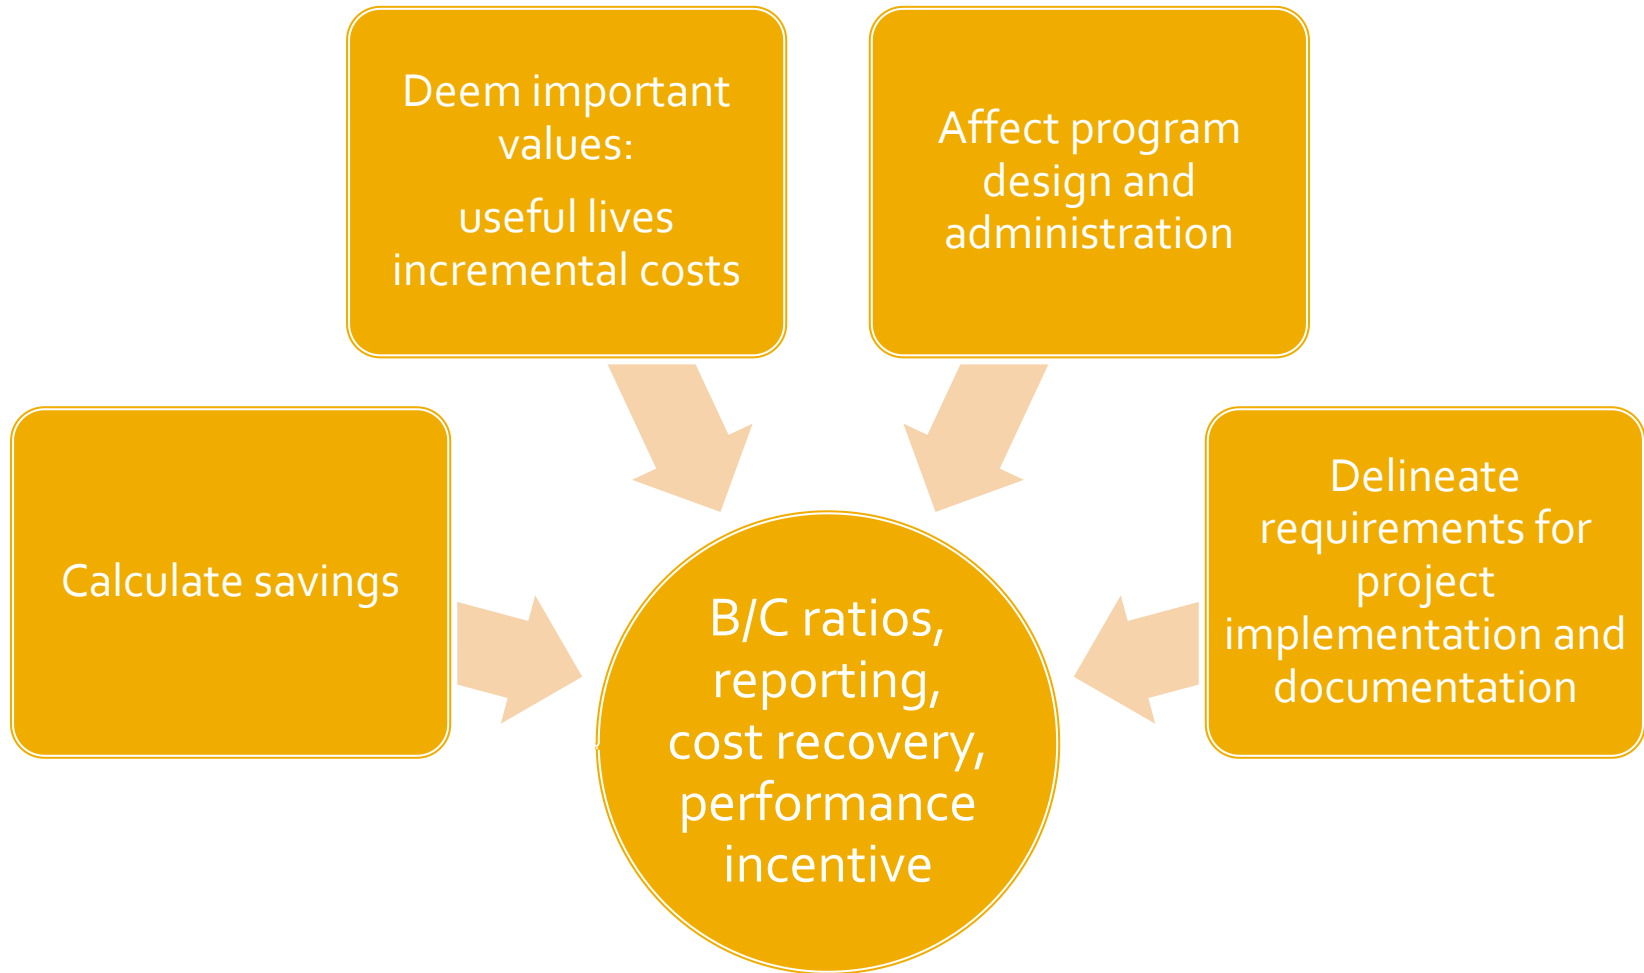 Deem important
values:
useful lives
incremental costs
Affect program
design and
administration
Calculate savings
Delineate
requirements for
project
implementation and
documentation
B/C ratios,
reporting,
cost recovery,
performance
incentive